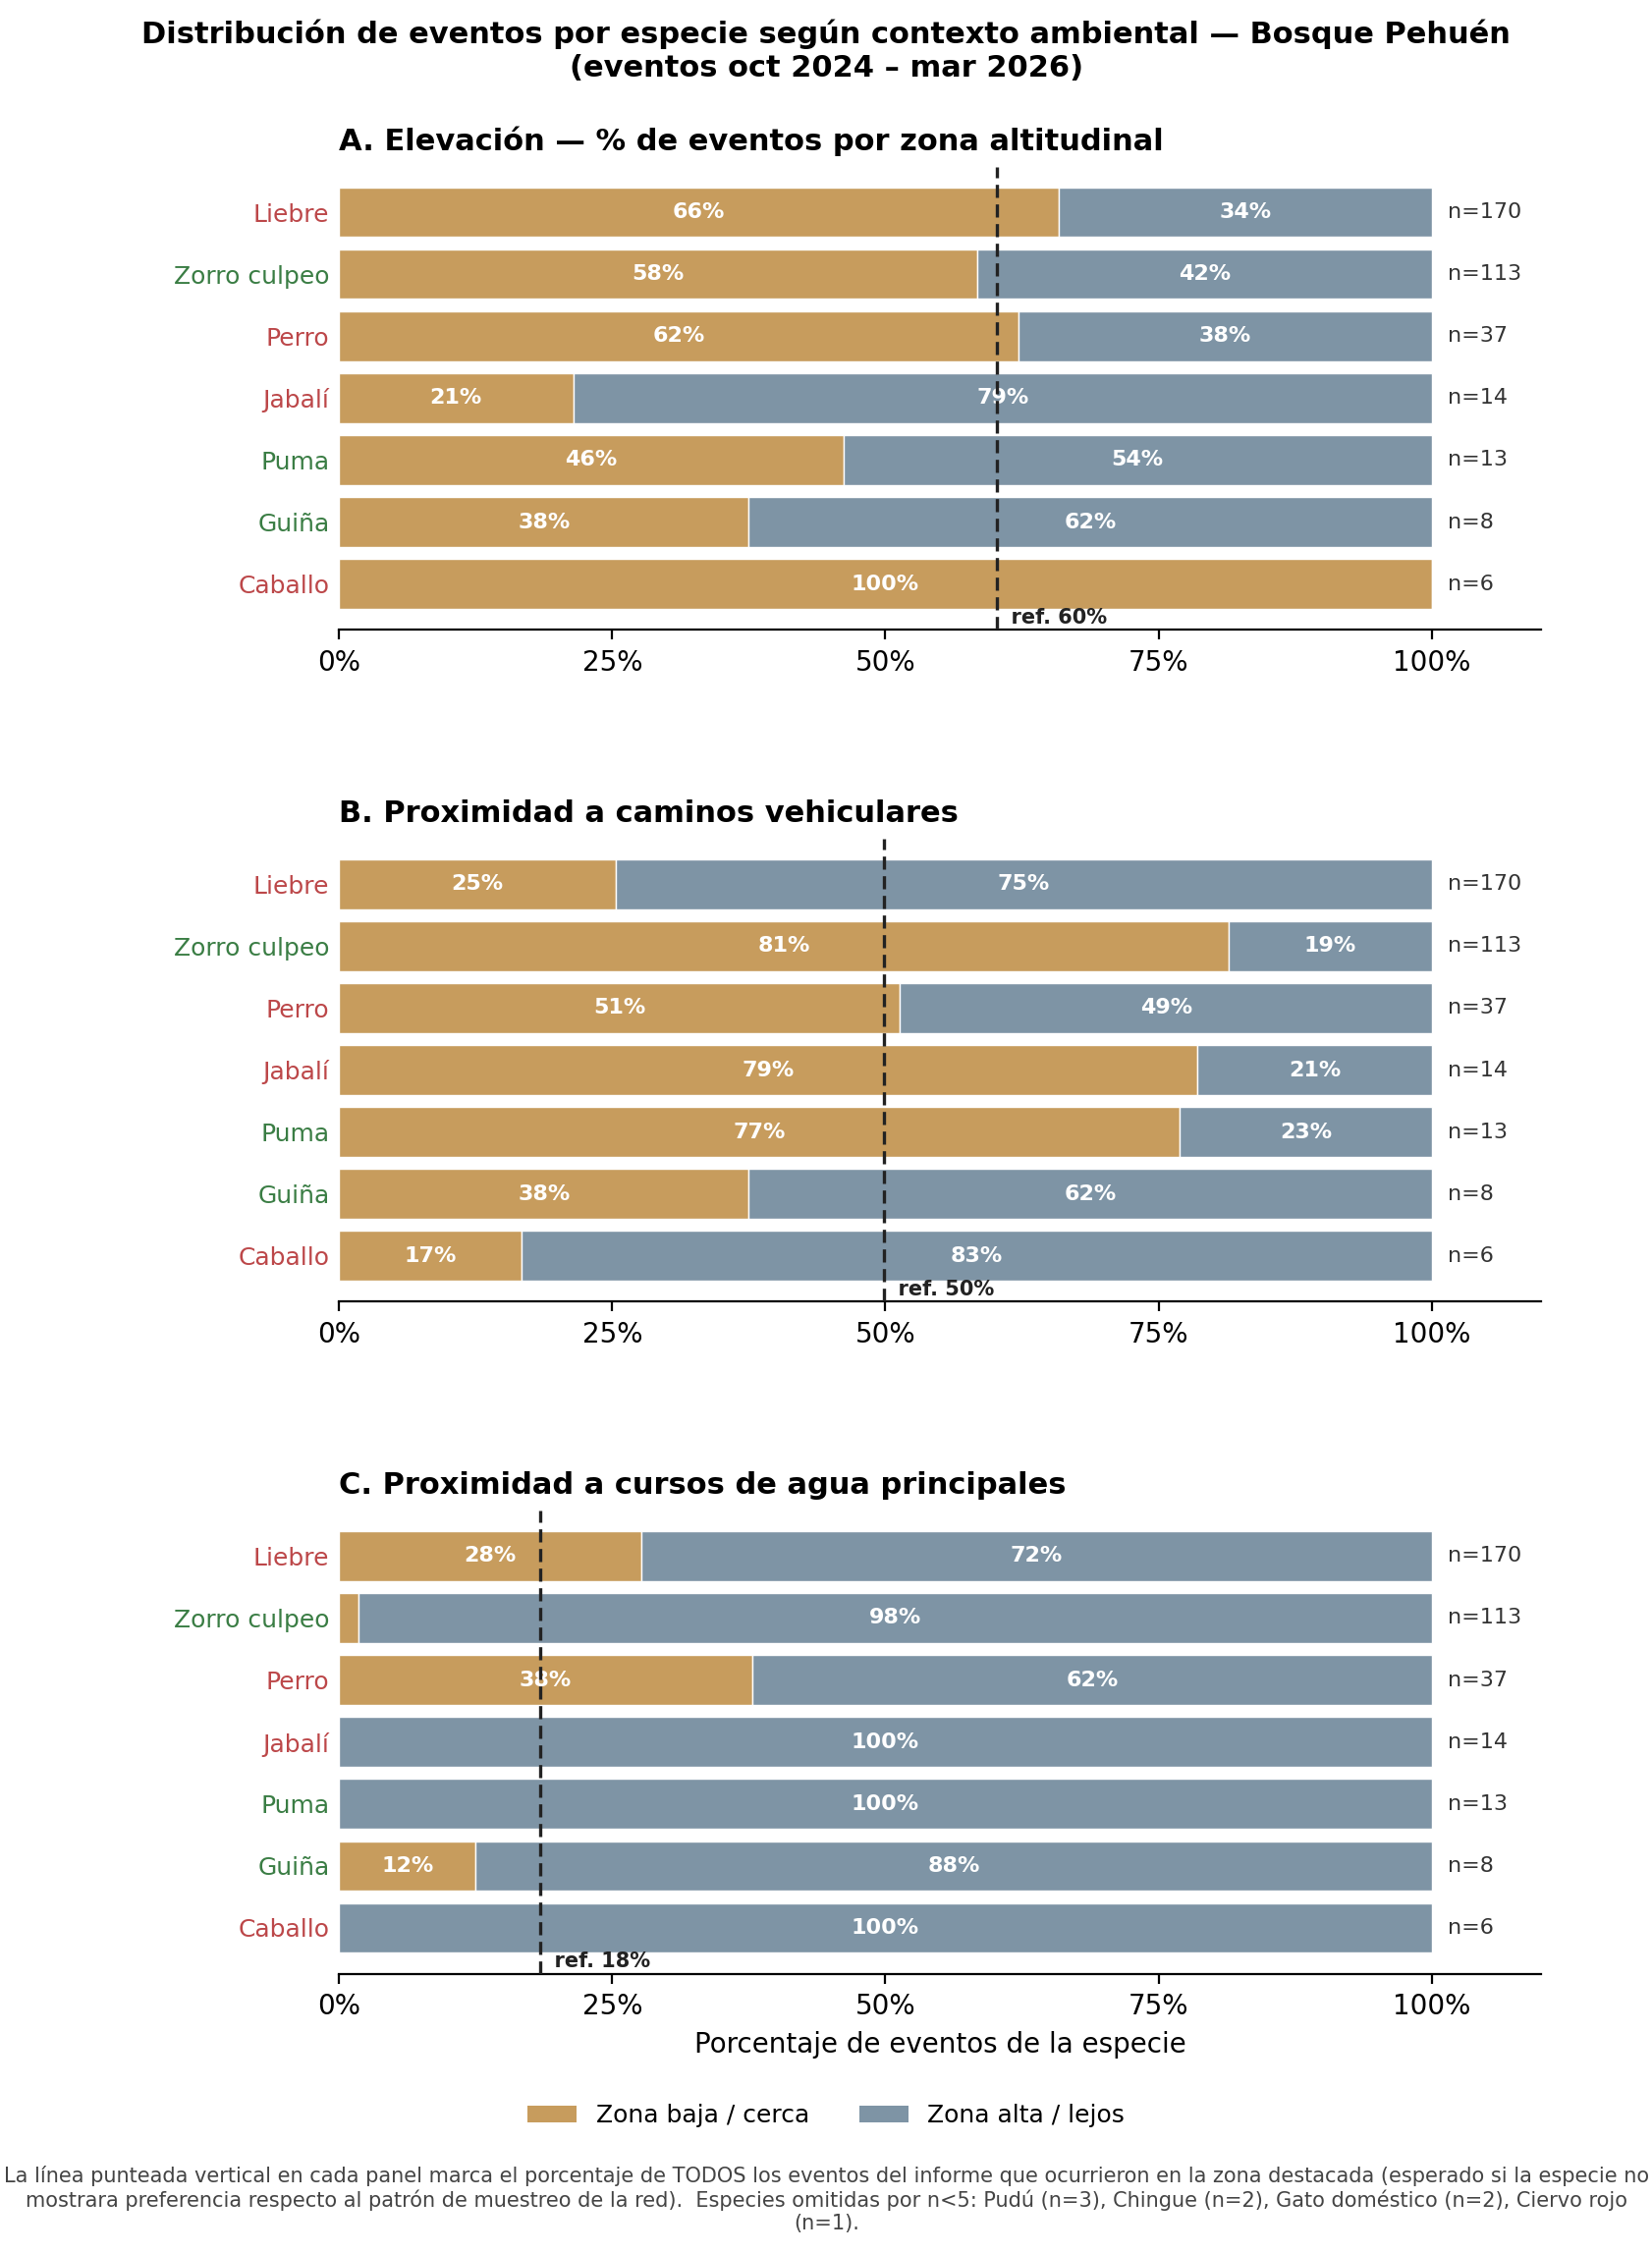 Distribución de eventos por especie según contexto ambiental — Bosque Pehuén
(eventos oct 2024 – mar 2026)
A. Elevación — % de eventos por zona altitudinal
Liebre 66% 34% n=170
Zorro culpeo 58% 42% n=113
Perro 62% 38% n=37
Jabalí 21% 79% n=14
Puma 46% 54% n=13
Guiña 38% 62% n=8
Caballo 100% n=6
ref. 60%
0% 25% 50% 75% 100%
B. Proximidad a caminos vehiculares
Liebre 25% 75% n=170
Zorro culpeo 81% 19% n=113
Perro 51% 49% n=37
Jabalí 79% 21% n=14
Puma 77% 23% n=13
Guiña 38% 62% n=8
Caballo 17% 83% n=6
ref. 50%
0% 25% 50% 75% 100%
C. Proximidad a cursos de agua principales
Liebre 28% 72% n=170
Zorro culpeo 98% n=113
Perro 38% 62% n=37
Jabalí 100% n=14
Puma 100% n=13
Guiña 12% 88% n=8
Caballo 100% n=6
ref. 18%
0% 25% 50% 75% 100%
Porcentaje de eventos de la especie
Zona baja / cerca Zona alta / lejos
La línea punteada vertical en cada panel marca el porcentaje de TODOS los eventos del informe que ocurrieron en la zona destacada (esperado si la especie no
mostrara preferencia respecto al patrón de muestreo de la red). Especies omitidas por n<5: Pudú (n=3), Chingue (n=2), Gato doméstico (n=2), Ciervo rojo
(n=1).